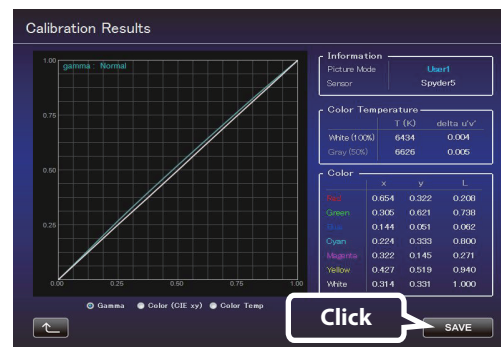 Calibration Results
1.00
gamma : Normal
0.75
0.50
0.25
0.00 0.25 0.50 0.75 1.00
Gamma Color (CIE xy) Color Temp
Information
Picture Mode User1
Sensor Spyder5
Color Temperature
T (K) delta u'v'
White (100%) 6434 0.004
Gray (50%) 6626 0.005
Color
x y L
Red 0.654 0.322 0.208
Green 0.305 0.621 0.738
Blue 0.144 0.051 0.062
Cyan 0.224 0.333 0.800
Magenta 0.322 0.145 0.271
Yellow 0.427 0.519 0.940
White 0.314 0.331 1.000
Click
SAVE